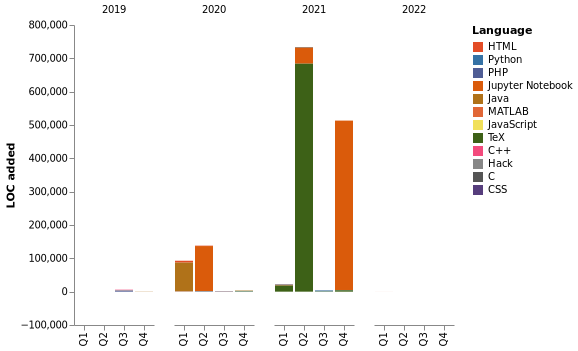 2019 2020 2021 2022
LOC added
800,000
700,000
600,000
500,000
400,000
300,000
200,000
100,000
0
−100,000
Q1 Q2 Q3 Q4 Q1 Q2 Q3 Q4 Q1 Q2 Q3 Q4 Q1 Q2 Q3 Q4
Language
HTML
Python
PHP
Jupyter Notebook
Java
MATLAB
JavaScript
TeX
C++
Hack
C
CSS